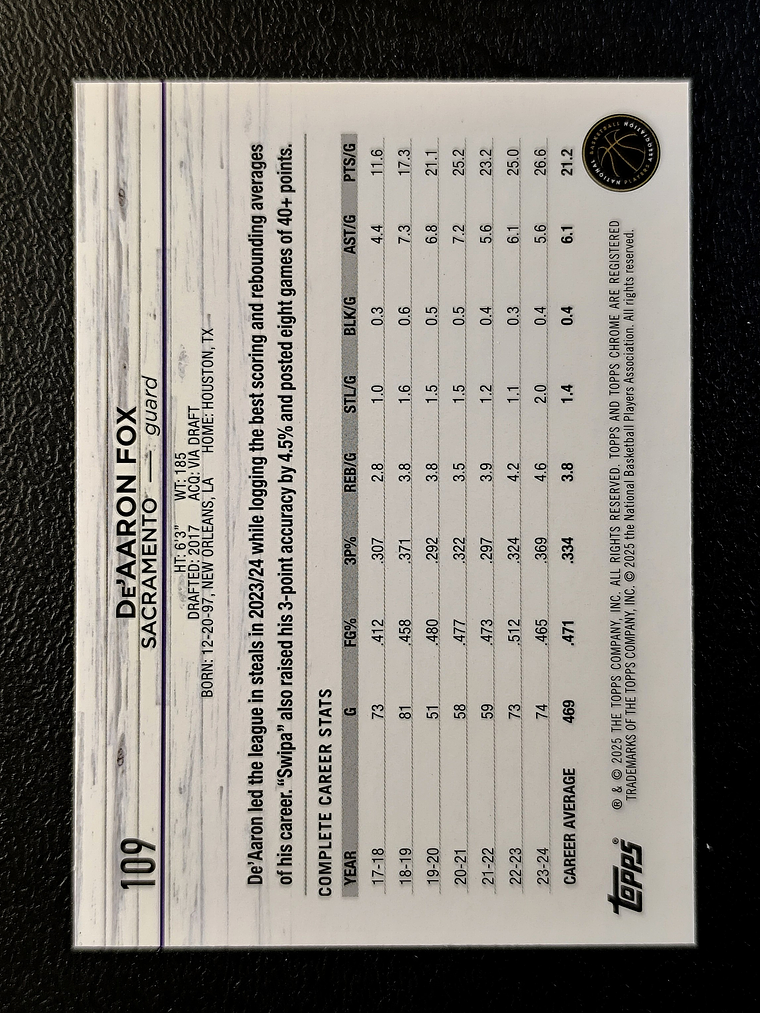 109
De'AARON FOX
SACRAMENTO — guard
HT: 6'3" WT: 185
DRAFTED: 2017 ACQ: VIA DRAFT
BORN: 12-20-97, NEW ORLEANS, LA HOME: HOUSTON, TX
De'Aaron led the league in steals in 2023/24 while logging the best scoring and rebounding averages
of his career. “Swipa” also raised his 3-point accuracy by 4.5% and posted eight games of 40+ points.
COMPLETE CAREER STATS
YEAR G FG% 3P% REB/G STL/G BLK/G AST/G PTS/G
17-18 73 .412 .307 2.8 1.0 0.3 4.4 11.6
18-19 81 .458 .371 3.8 1.6 0.6 7.3 17.3
19-20 51 .480 .292 3.8 1.5 0.5 6.8 21.1
20-21 58 .477 .322 3.5 1.5 0.5 7.2 25.2
21-22 59 .473 .297 3.9 1.2 0.4 5.6 23.2
22-23 73 .512 .324 4.2 1.1 0.3 6.1 25.0
23-24 74 .465 .369 4.6 2.0 0.4 5.6 26.6
CAREER AVERAGE 469 .471 .334 3.8 1.4 0.4 6.1 21.2
topps®
® & © 2025 THE TOPPS COMPANY, INC. ALL RIGHTS RESERVED. TOPPS AND TOPPS CHROME ARE REGISTERED
TRADEMARKS OF THE TOPPS COMPANY, INC. © 2025 the National Basketball Players Association. All rights reserved.
NATIONAL BASKETBALL PLAYERS ASSOCIATION